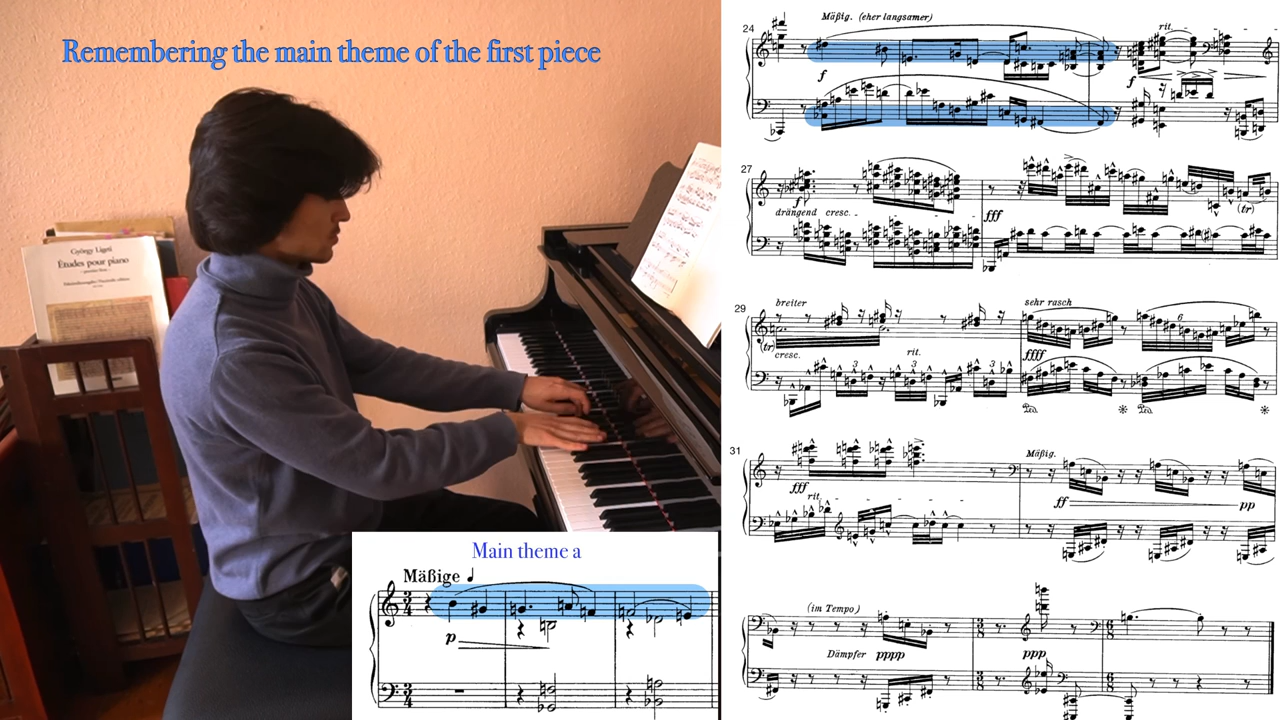 Remembering the main theme of the first piece
György Ligeti
Études pour piano
Main theme a
Mäßige
p
24
Mäßig. (eher langsamer)
rit.
f
f
27
drängend cresc.
f
fff
(tr)
29
breiter
sehr rasch
(tr)
cresc.
rit.
3
3
3
6
ffff
Ped.
Ped.
31
Mäßig.
fff
rit.
ff
pp
(im Tempo)
Dämpfer pppp
ppp